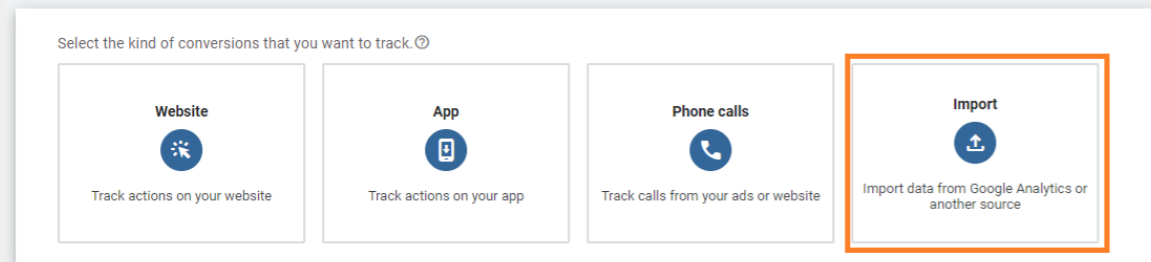 Select the kind of conversions that you want to track.
Website
Track actions on your website
App
Track actions on your app
Phone calls
Track calls from your ads or website
Import
Import data from Google Analytics or
another source